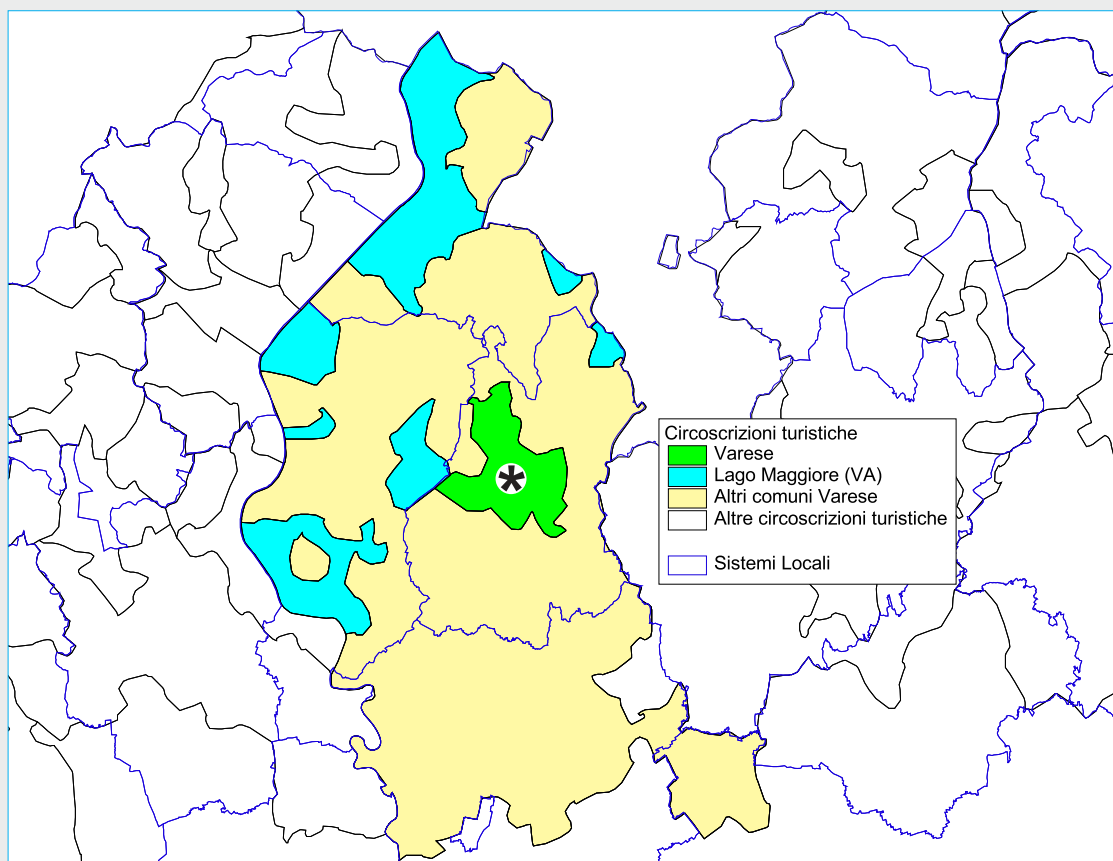 Circoscrizioni turistiche
Varese
Lago Maggiore (VA)
Altri comuni Varese
Altre circoscrizioni turistiche
Sistemi Locali